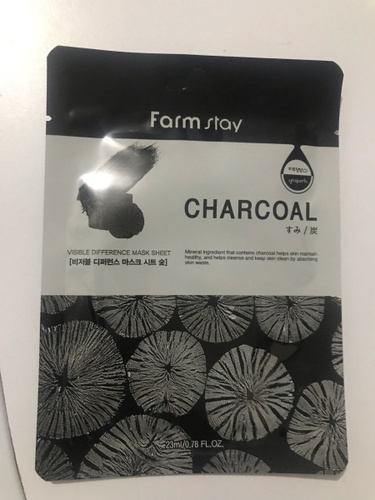 Farm stay
CHARCOAL
すみ / 炭
VISIBLE DIFFERENCE MASK SHEET
[비저블 디퍼런스 마스크 시트 숯]
Mineral ingredient that contains charcoal helps skin maintain
healthy, and helps cleanse and keep skin clean by absorbing
skin waste.
23ml/0.78 FL.OZ.